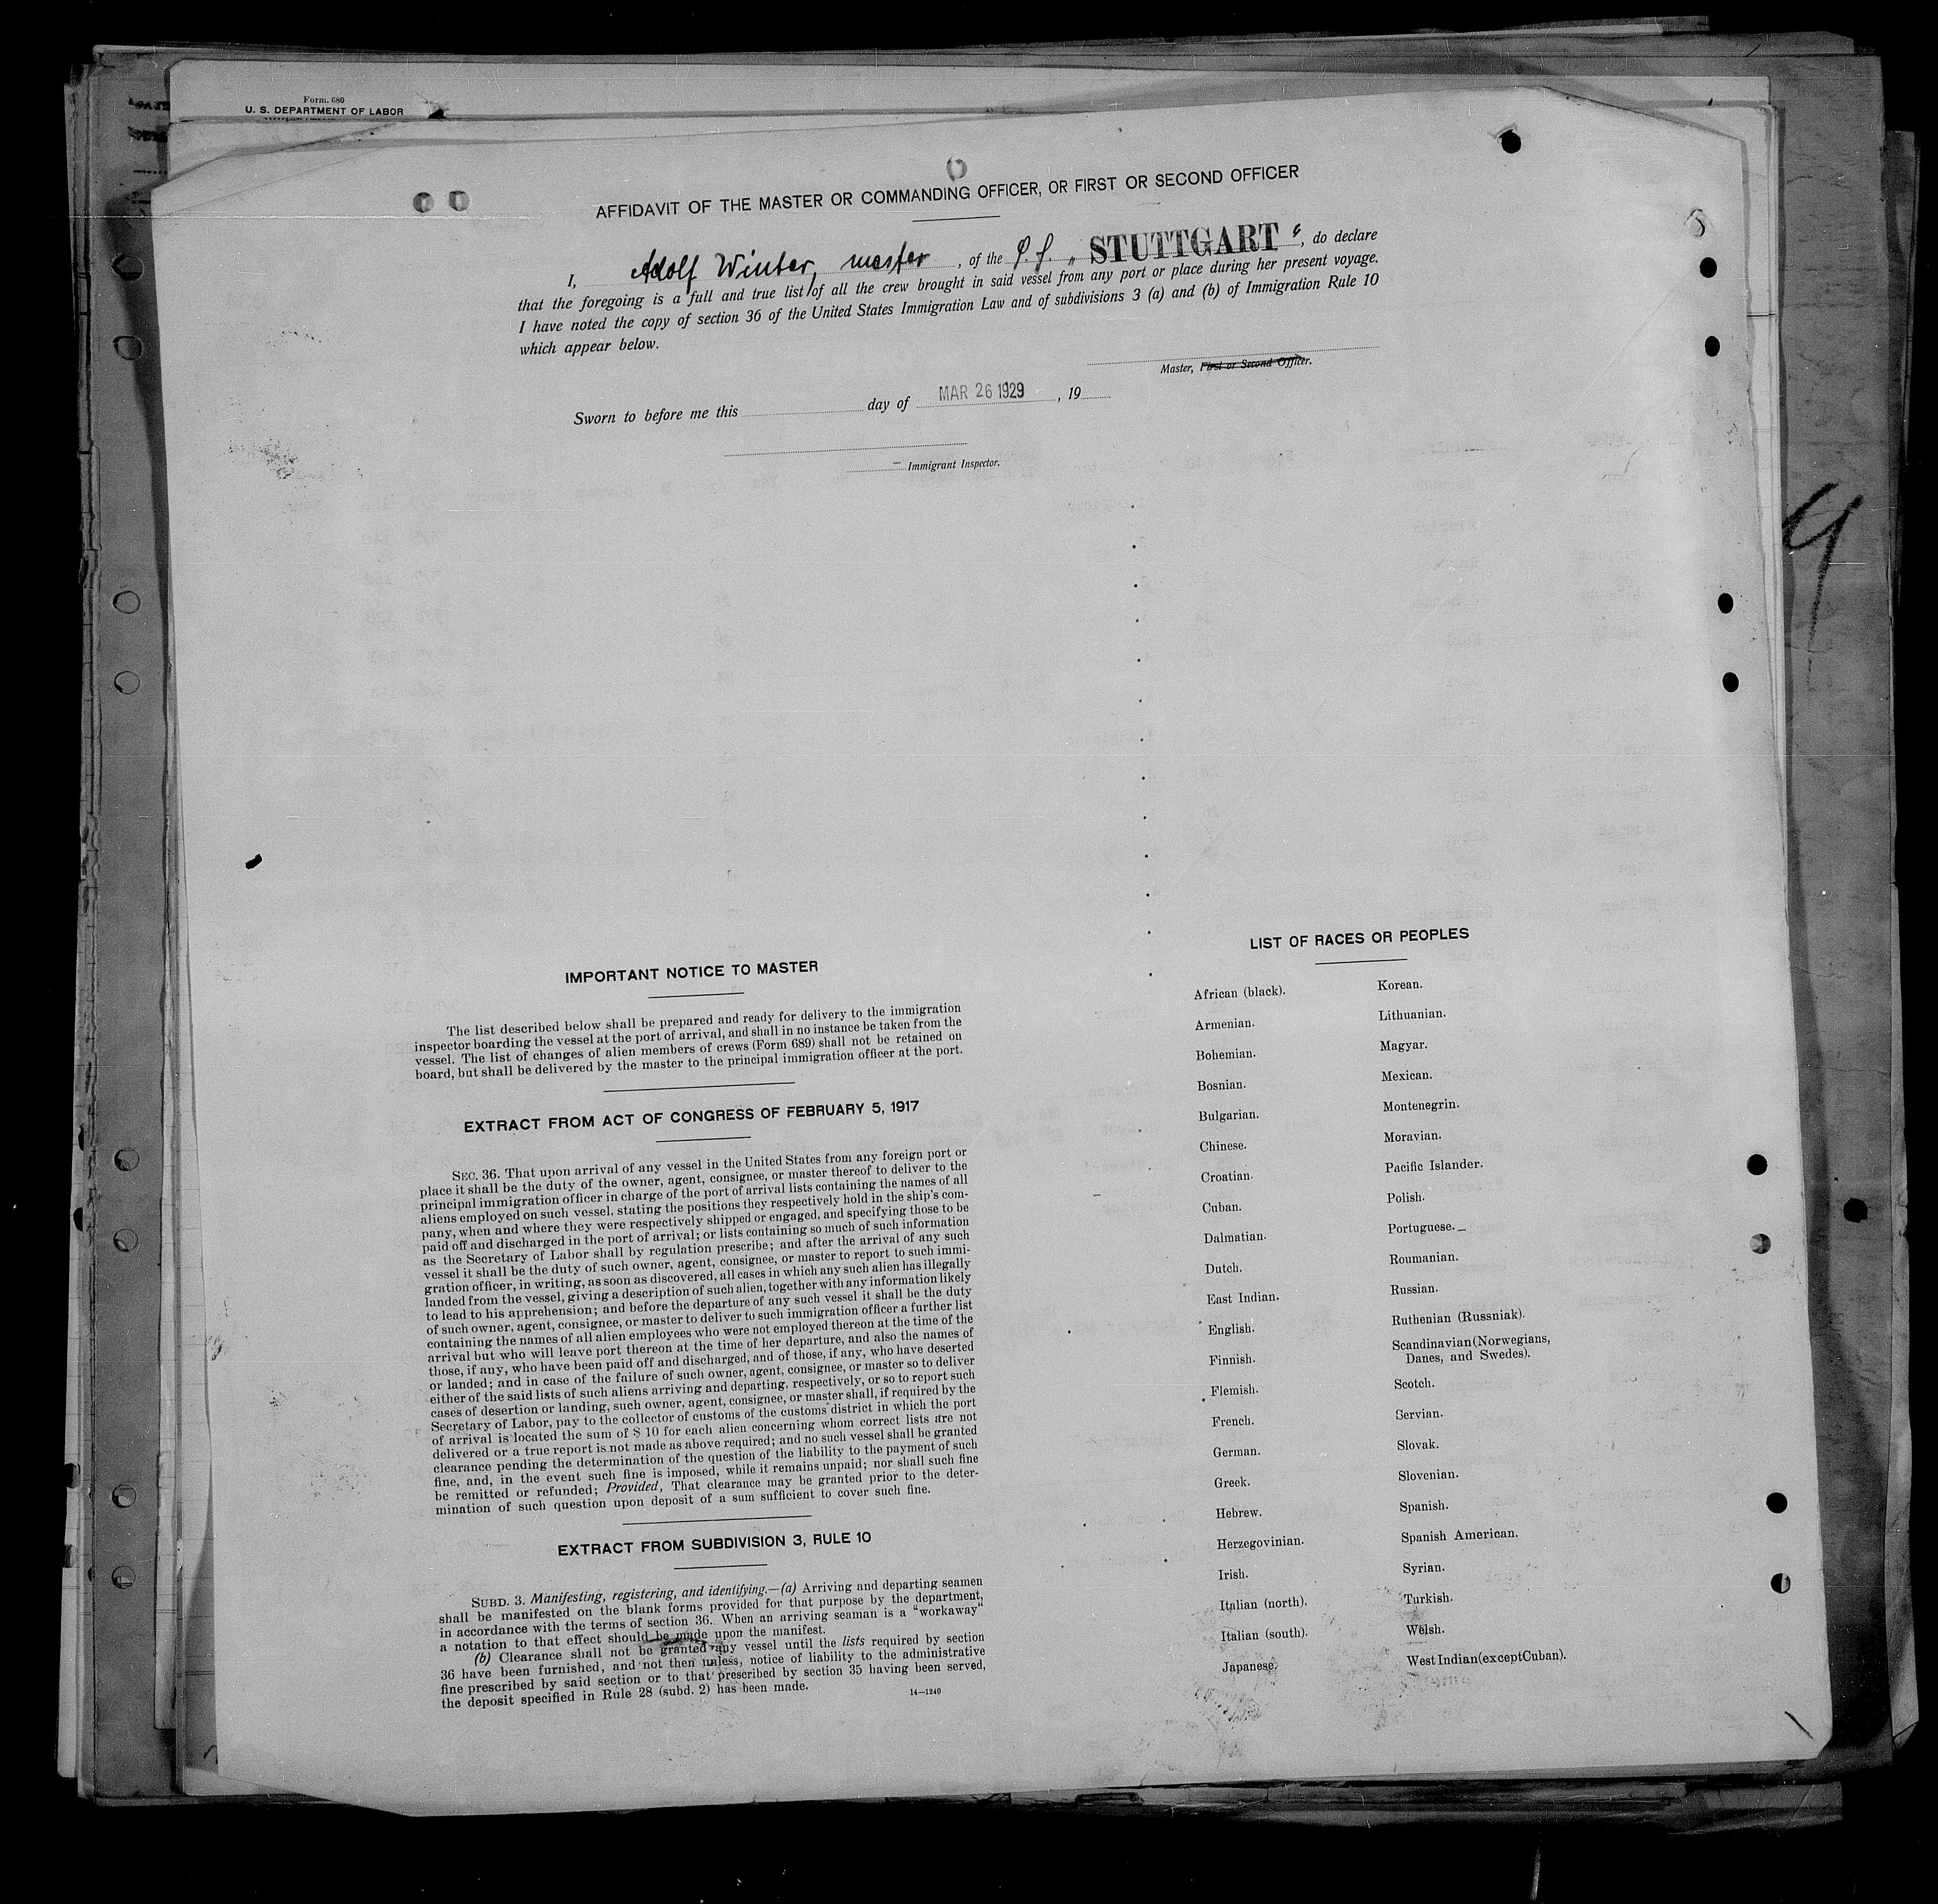 Form. 680
U. S. DEPARTMENT OF LABOR
AFFIDAVIT OF THE MASTER OR COMMANDING OFFICER, OR FIRST OR SECOND OFFICER
I, Adolf Winter, master, of the P. S. „ STUTTGART “, do declare
that the foregoing is a full and true list of all the crew brought in said vessel from any port or place during her present voyage.
I have noted the copy of section 36 of the United States Immigration Law and of subdivisions 3 (a) and (b) of Immigration Rule 10
which appear below.
Master, First or Second Officer.
Sworn to before me this day of MAR 26 1929, 19
Immigrant Inspector.
IMPORTANT NOTICE TO MASTER
The list described below shall be prepared and ready for delivery to the immigration
inspector boarding the vessel at the port of arrival, and shall in no instance be taken from the
vessel. The list of changes of alien members of crews (Form 689) shall not be retained on
board, but shall be delivered by the master to the principal immigration officer at the port.
EXTRACT FROM ACT OF CONGRESS OF FEBRUARY 5, 1917
SEC. 36. That upon arrival of any vessel in the United States from any foreign port or
place it shall be the duty of the owner, agent, consignee, or master thereof to deliver to the
principal immigration officer in charge of the port of arrival lists containing the names of all
aliens employed on such vessel, stating the positions they respectively hold in the ship's com-
pany, when and where they were respectively shipped or engaged, and specifying those to be
paid off and discharged in the port of arrival; or lists containing so much of such information
as the Secretary of Labor shall by regulation prescribe; and after the arrival of any such
vessel it shall be the duty of such owner, agent, consignee, or master to report to such immi-
gration officer, in writing, as soon as discovered, all cases in which any such alien has illegally
landed from the vessel, giving a description of such alien, together with any information likely
to lead to his apprehension; and before the departure of any such vessel it shall be the duty
of such owner, agent, consignee, or master to deliver to such immigration officer a further list
containing the names of all alien employees who were not employed thereon at the time of the
arrival but who will leave port thereon at the time of her departure, and also the names of
those, if any, who have been paid off and discharged, and of those, if any, who have deserted
or landed; and in case of the failure of such owner, agent, consignee, or master so to deliver
either of the said lists of such aliens arriving and departing, respectively, or so to report such
cases of desertion or landing, such owner, agent, consignee, or master shall, if required by the
Secretary of Labor, pay to the collector of customs of the customs district in which the port
of arrival is located the sum of $ 10 for each alien concerning whom correct lists are not
delivered or a true report is not made as above required; and no such vessel shall be granted
clearance pending the determination of the question of the liability to the payment of such
fine, and, in the event such fine is imposed, while it remains unpaid; nor shall such fine
be remitted or refunded; Provided, That clearance may be granted prior to the deter-
mination of such question upon deposit of a sum sufficient to cover such fine.
EXTRACT FROM SUBDIVISION 3, RULE 10
SUBD. 3. Manifesting, registering, and identifying.—(a) Arriving and departing seamen
shall be manifested on the blank forms provided for that purpose by the department,
in accordance with the terms of section 36. When an arriving seaman is a “workaway“
a notation to that effect should be made upon the manifest.
(b) Clearance shall not be granted any vessel until the lists required by section
36 have been furnished, and not then unless, notice of liability to the administrative
fine prescribed by said section or to that prescribed by section 35 having been served,
the deposit specified in Rule 28 (subd. 2) has been made.
14—1240
LIST OF RACES OR PEOPLES
African (black).
Armenian.
Bohemian.
Bosnian.
Bulgarian.
Chinese.
Croatian.
Cuban.
Dalmatian.
Dutch.
East Indian.
English.
Finnish.
Flemish.
French.
German.
Greek.
Hebrew.
Herzegovinian.
Irish.
Italian (north).
Italian (south).
Japanese.
Korean.
Lithuanian.
Magyar.
Mexican.
Montenegrin.
Moravian.
Pacific Islander.
Polish.
Portuguese.
Roumanian.
Russian.
Ruthenian (Russniak).
Scandinavian (Norwegians,
Danes, and Swedes).
Scotch.
Servian.
Slovak.
Slovenian.
Spanish.
Spanish American.
Syrian.
Turkish.
Welsh.
West Indian (except Cuban).